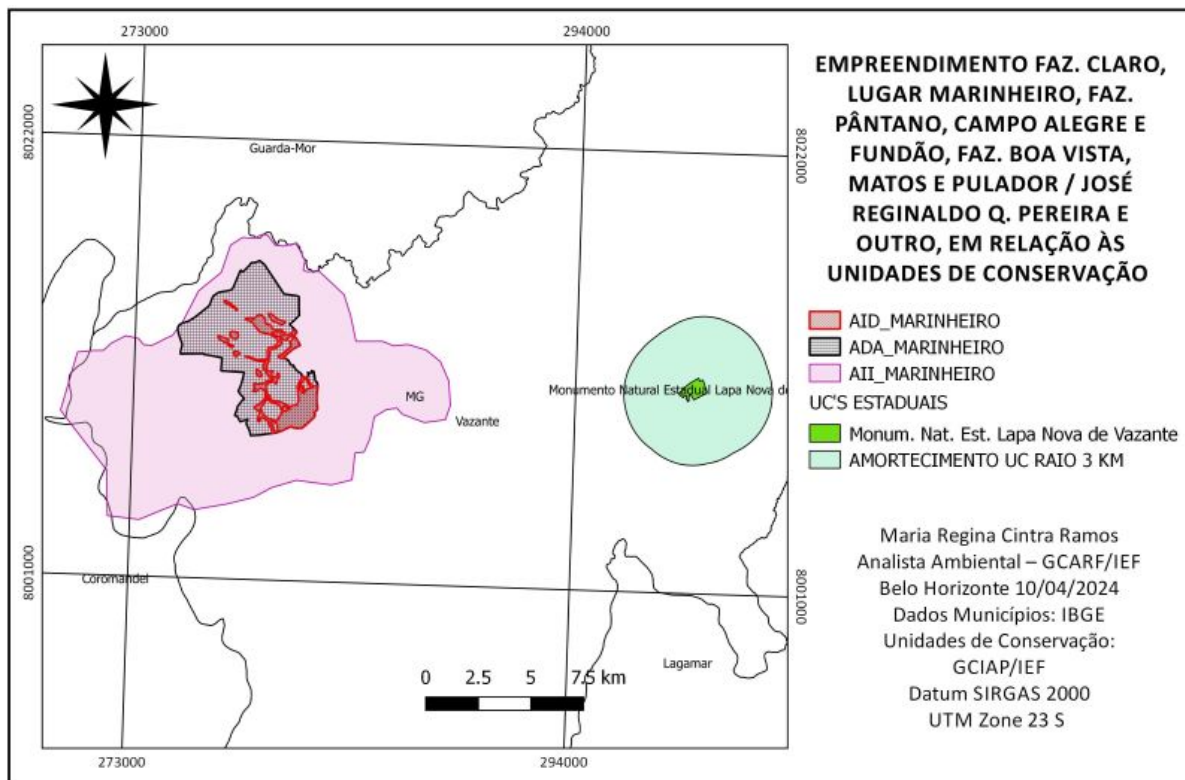 273000
294000
8022000
8022000
Guarda-Mor
MG
Vazante
Monumento Natural Estadual Lapa Nova de
8001000
8001000
Coromandel
Lagamar
0 2.5 5 7.5 km
273000
294000
EMPREENDIMENTO FAZ. CLARO,
LUGAR MARINHEIRO, FAZ.
PÂNTANO, CAMPO ALEGRE E
FUNDÃO, FAZ. BOA VISTA,
MATOS E PULADOR / JOSÉ
REGINALDO Q. PEREIRA E
OUTRO, EM RELAÇÃO ÀS
UNIDADES DE CONSERVAÇÃO
AID_MARINHEIRO
ADA_MARINHEIRO
AII_MARINHEIRO
UC'S ESTADUAIS
Monum. Nat. Est. Lapa Nova de Vazante
AMORTECIMENTO UC RAIO 3 KM
Maria Regina Cintra Ramos
Analista Ambiental – GCARF/IEF
Belo Horizonte 10/04/2024
Dados Municípios: IBGE
Unidades de Conservação:
GCIAP/IEF
Datum SIRGAS 2000
UTM Zone 23 S